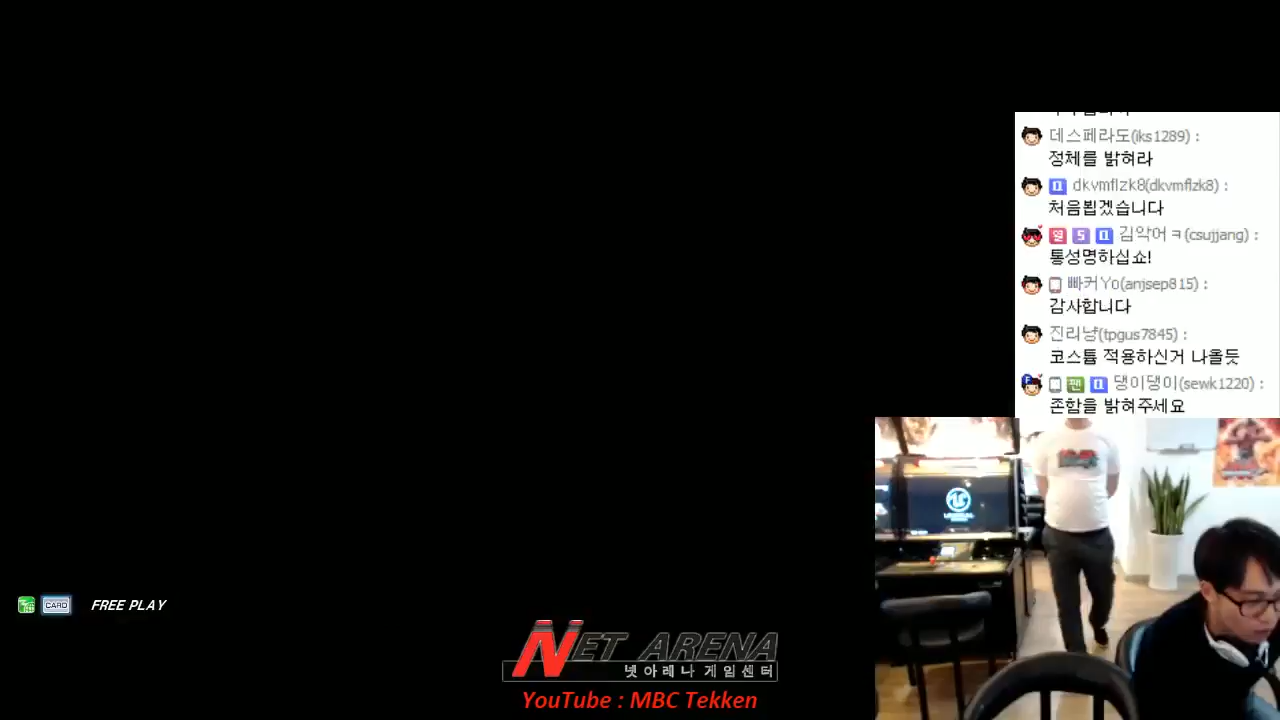 데스페라도(iks1289) :
정체를 밝혀라
dkvmflzk8(dkvmflzk8) :
처음뵙겠습니다
열 5 김악어ㅋ(csujjang) :
통성명하십쇼!
빠커Yo(anjsep815) :
감사합니다
진리냥(tpgus7845) :
코스튬 적용하신거 나올듯
팬 댕이댕이(sewk1220) :
존함을 밝혀주세요
CARD FREE PLAY
NET ARENA
넷아레나 게임센터
YouTube : MBC Tekken